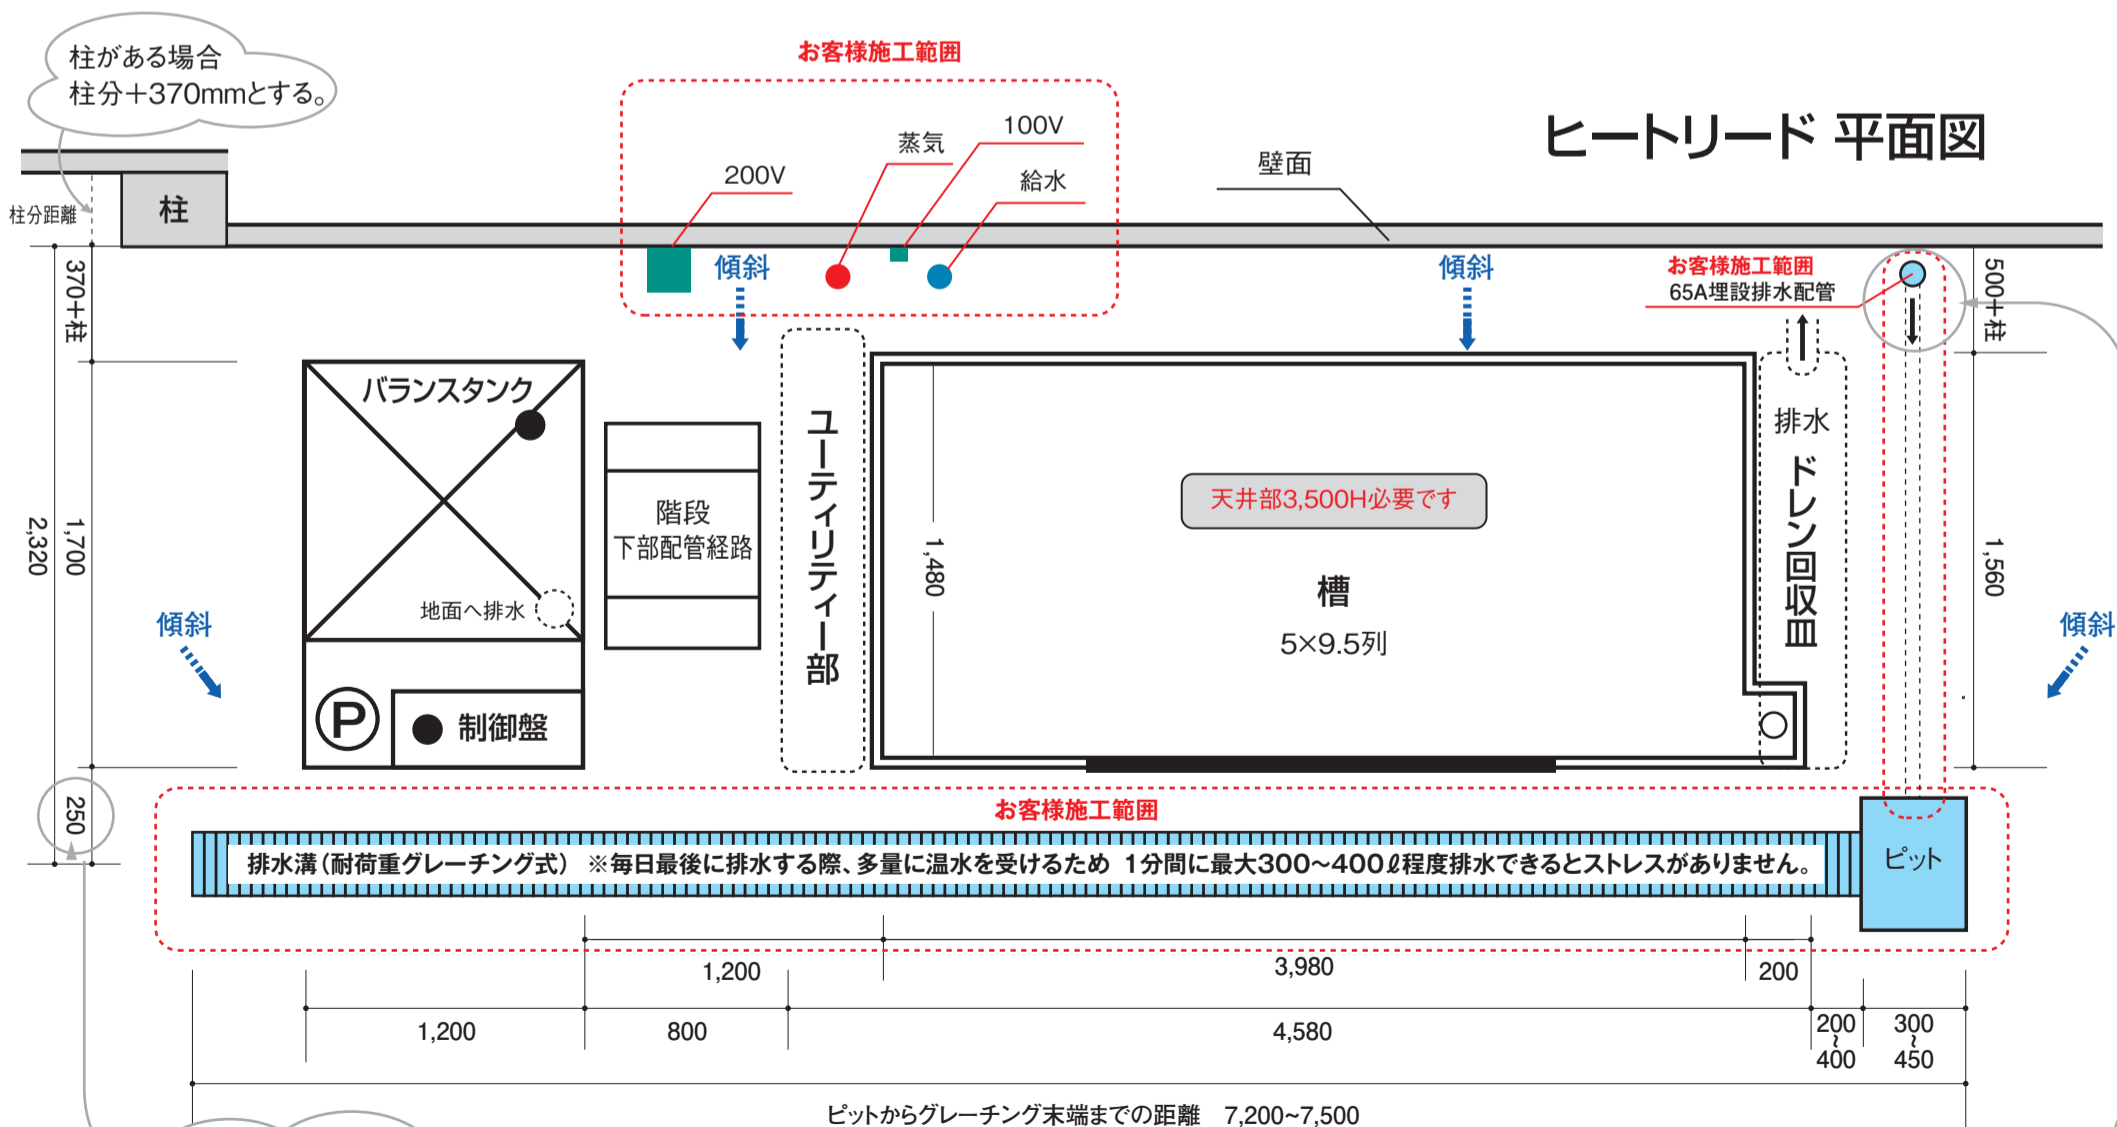 柱がある場合
柱分＋370mmとする。
お客様施工範囲
ヒートリード 平面図
200V
蒸気
100V
給水
壁面
柱分距離
柱
370＋柱
傾斜
傾斜
お客様施工範囲
65A埋設排水配管
500＋柱
バランスタンク
階段
下部配管経路
地面へ排水
ユーティリティー部
1,480
天井部3,500H必要です
槽
5×9.5列
排水
ドレン回収皿
1,560
1,700
2,320
傾斜
傾斜
P
制御盤
250
お客様施工範囲
排水溝（耐荷重グレーチング式） ※毎日最後に排水する際、多量に温水を受けるため 1分間に最大300〜400ℓ程度排水できるとストレスがありません。
ピット
1,200
3,980
200
1,200
800
4,580
200〜400
300〜450
ピットからグレーチング末端までの距離 7,200~7,500